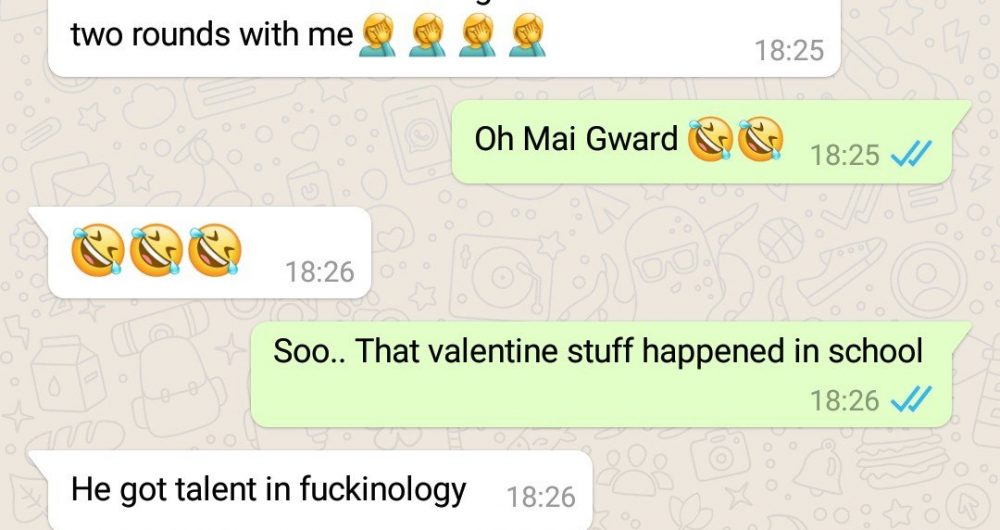 two rounds with me🤦‍♀️🤦‍♀️🤦‍♀️🤦‍♀️
18:25
Oh Mai Gward 🤣🤣
18:25
🤣🤣🤣
18:26
Soo.. That valentine stuff happened in school
18:26
He got talent in fuckinology
18:26